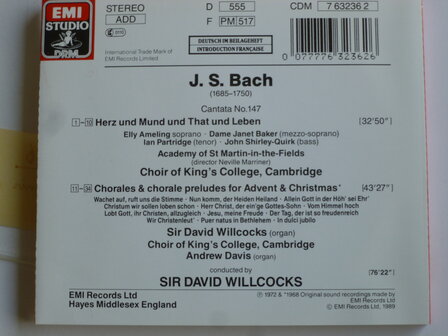 EMI
STUDIO
DRM
STEREO
ADD
D 555
F PM 517
CDM 7 63236 2
DEUTSCH IM BEILAGEHEFT
INTRODUCTION FRANÇAISE
0 077776 323626
International Trade Mark of
EMI Records Limited
J. S. Bach
(1685–1750)
Cantata No.147
1–10 Herz und Mund und That und Leben [32'50"]
Elly Ameling soprano · Dame Janet Baker (mezzo-soprano)
Ian Partridge (tenor) · John Shirley-Quirk (bass)
Academy of St Martin-in-the-Fields
(director Neville Marriner)
Choir of King's College, Cambridge
11–34 Chorales & chorale preludes for Advent & Christmas* [43'27"]
Wachet auf, ruft uns die Stimme · Nun komm, der Heiden Heiland · Allein Gott in der Höh' sei Ehr'
Christum wir sollen loben schon · Herr Christ, der ein'ge Gottes-Sohn · Vom Himmel hoch
Lobt Gott, ihr Christen, allzugleich · Jesu, meine Freude · Der Tag, der ist so freudenreich
Wir Christenleut' · Puer natus in Bethlehem · In dulci jubilo
Sir David Willcocks (organ)
Choir of King's College, Cambridge
Andrew Davis (organ)
conducted by
SIR DAVID WILLCOCKS
[76'22"]
EMI Records Ltd
Hayes Middlesex England
℗ 1972 & *1968 Original sound recordings made by
EMI Records Ltd © EMI Records Ltd, 1989